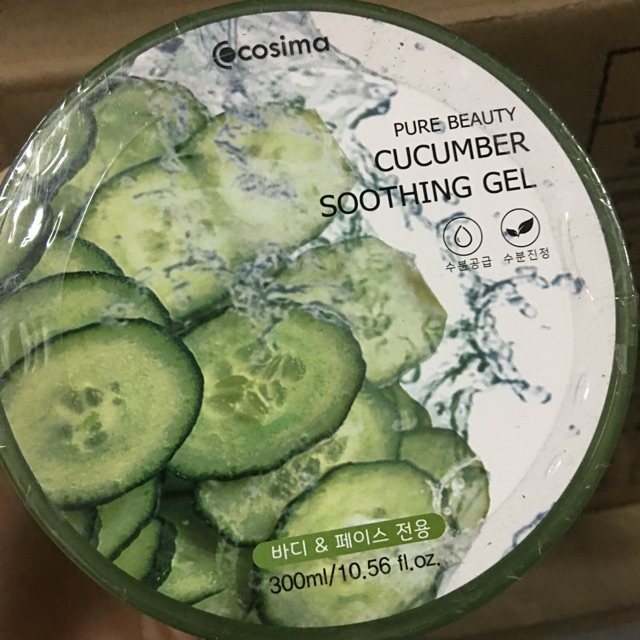 ecosima
PURE BEAUTY
CUCUMBER
SOOTHING GEL
수분공급 수분진정
바디 & 페이스 전용
300ml/10.56 fl.oz.